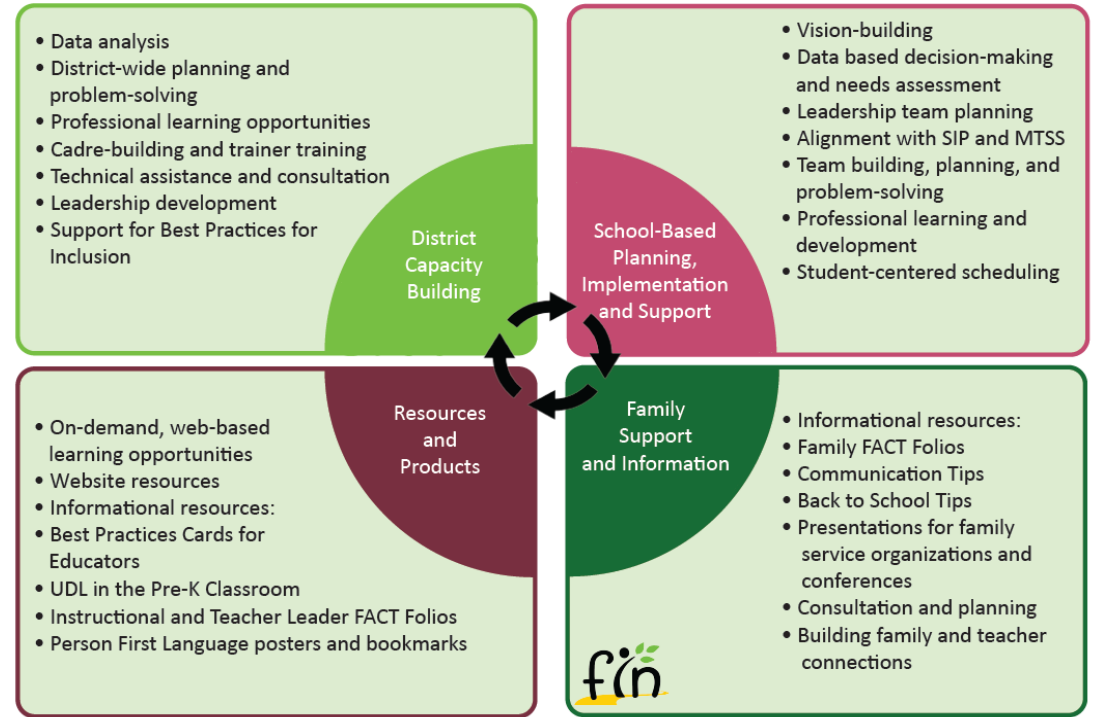 • Data analysis
• District-wide planning and
problem-solving
• Professional learning opportunities
• Cadre-building and trainer training
• Technical assistance and consultation
• Leadership development
• Support for Best Practices for
Inclusion
District
Capacity
Building
• Vision-building
• Data based decision-making
and needs assessment
• Leadership team planning
• Alignment with SIP and MTSS
• Team building, planning, and
problem-solving
• Professional learning and
development
• Student-centered scheduling
School-Based
Planning,
Implementation
and Support
• On-demand, web-based
learning opportunities
• Website resources
• Informational resources:
• Best Practices Cards for
Educators
• UDL in the Pre-K Classroom
• Instructional and Teacher Leader FACT Folios
• Person First Language posters and bookmarks
Resources
and
Products
Family
Support
and Information
• Informational resources:
• Family FACT Folios
• Communication Tips
• Back to School Tips
• Presentations for family
service organizations and
conferences
• Consultation and planning
• Building family and teacher
connections
fin